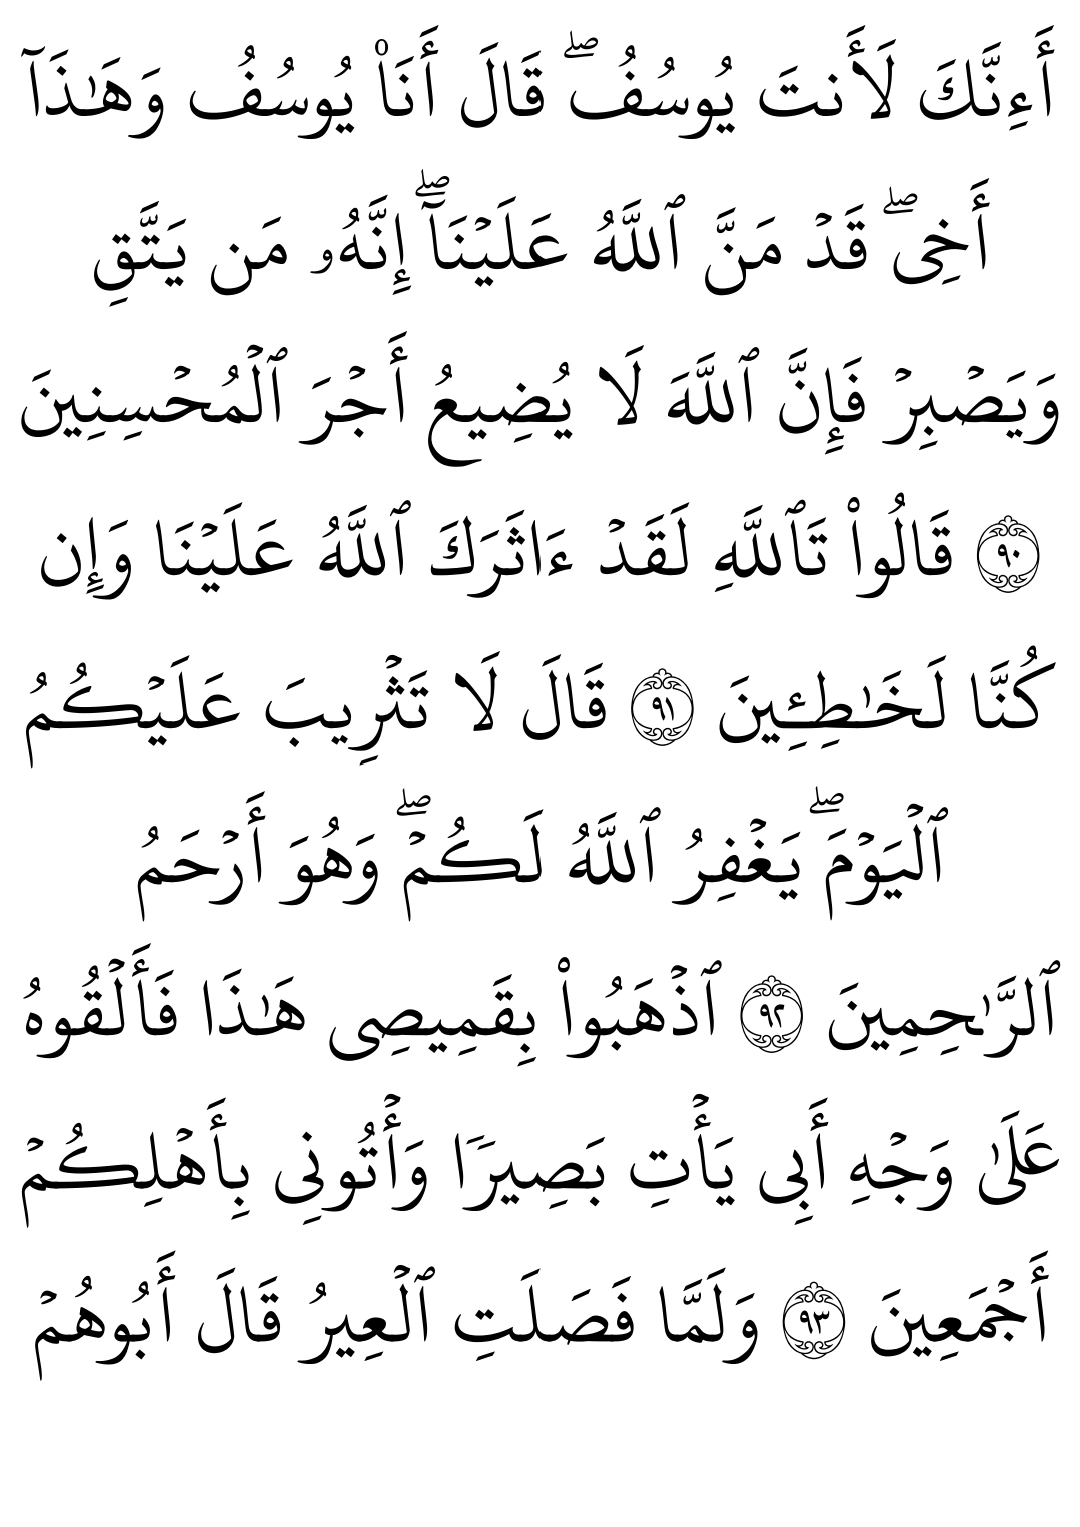 أَءِنَّكَ لَأَنتَ يُوسُفُ ۖ قَالَ أَنَا۠ يُوسُفُ وَهَـٰذَآ
أَخِى ۖ قَدْ مَنَّ ٱللَّهُ عَلَيْنَآ ۖ إِنَّهُۥ مَن يَتَّقِ
وَيَصْبِرْ فَإِنَّ ٱللَّهَ لَا يُضِيعُ أَجْرَ ٱلْمُحْسِنِينَ
٩٠ قَالُوا۟ تَٱللَّهِ لَقَدْ ءَاثَرَكَ ٱللَّهُ عَلَيْنَا وَإِن
كُنَّا لَخَـٰطِـِٔينَ ٩١ قَالَ لَا تَثْرِيبَ عَلَيْكُمُ
ٱلْيَوْمَ ۖ يَغْفِرُ ٱللَّهُ لَكُمْ ۖ وَهُوَ أَرْحَمُ
ٱلرَّٰحِمِينَ ٩٢ ٱذْهَبُوا۟ بِقَمِيصِى هَـٰذَا فَأَلْقُوهُ
عَلَىٰ وَجْهِ أَبِى يَأْتِ بَصِيرًا وَأْتُونِى بِأَهْلِكُمْ
أَجْمَعِينَ ٩٣ وَلَمَّا فَصَلَتِ ٱلْعِيرُ قَالَ أَبُوهُمْ